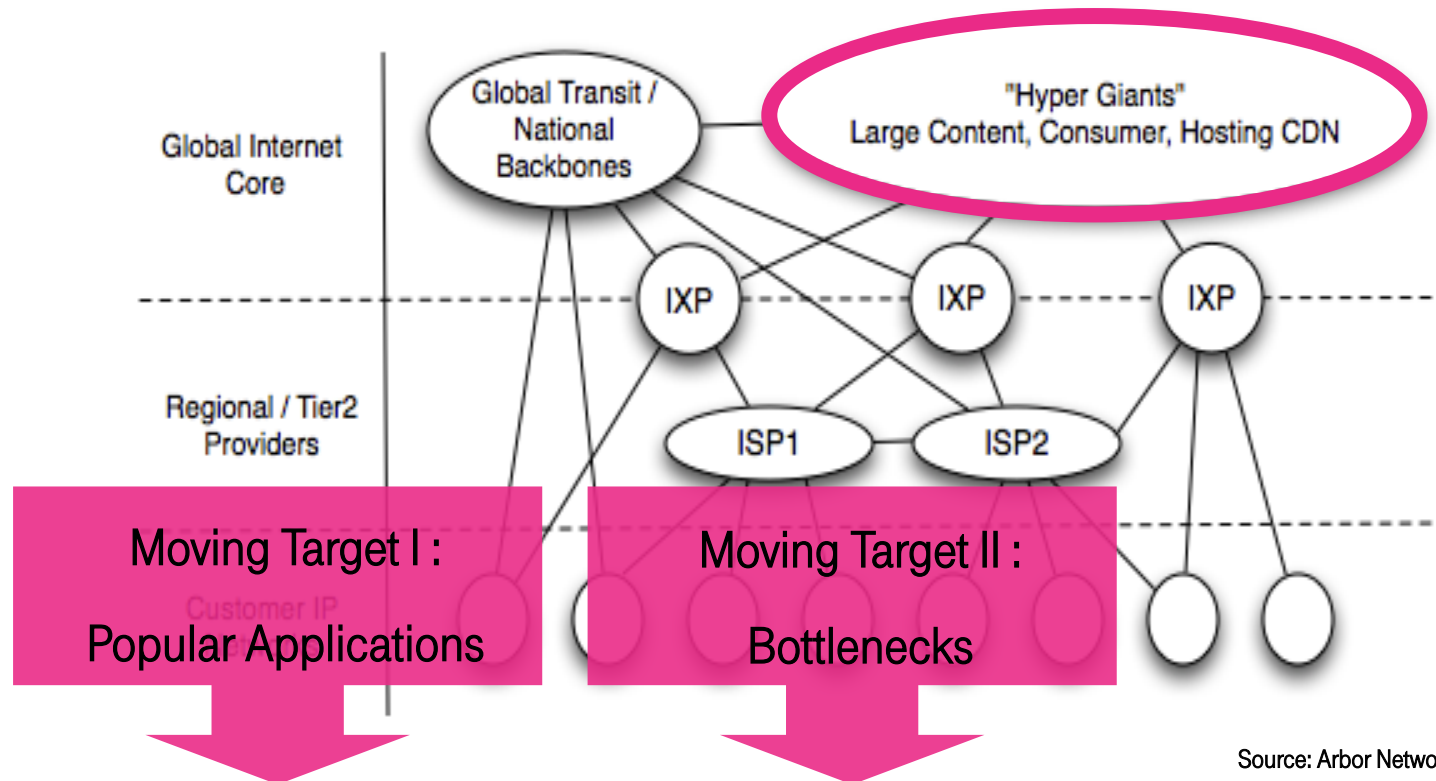 Global Transit /
National
Backbones
"Hyper Giants"
Large Content, Consumer, Hosting CDN
Global Internet
Core
IXP
IXP
IXP
Regional / Tier2
Providers
ISP1
ISP2
Moving Target I :
Popular Applications
Customer IP
Moving Target II :
Bottlenecks
Source: Arbor Netwo